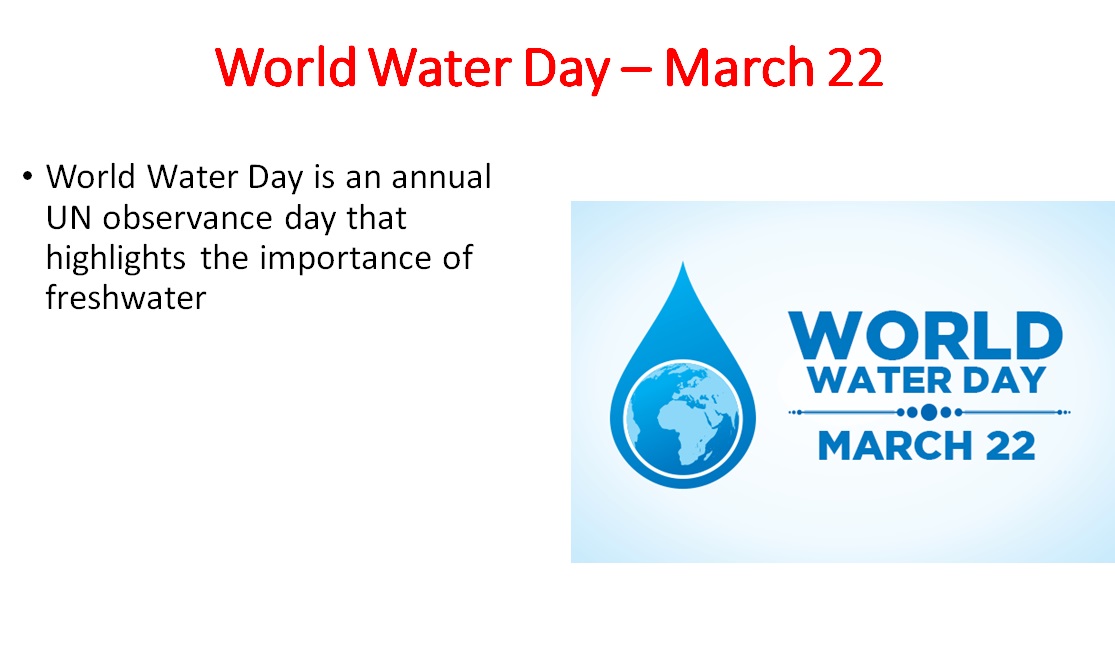 World Water Day – March 22
• World Water Day is an annual
UN observance day that
highlights the importance of
freshwater
WORLD
WATER DAY
MARCH 22